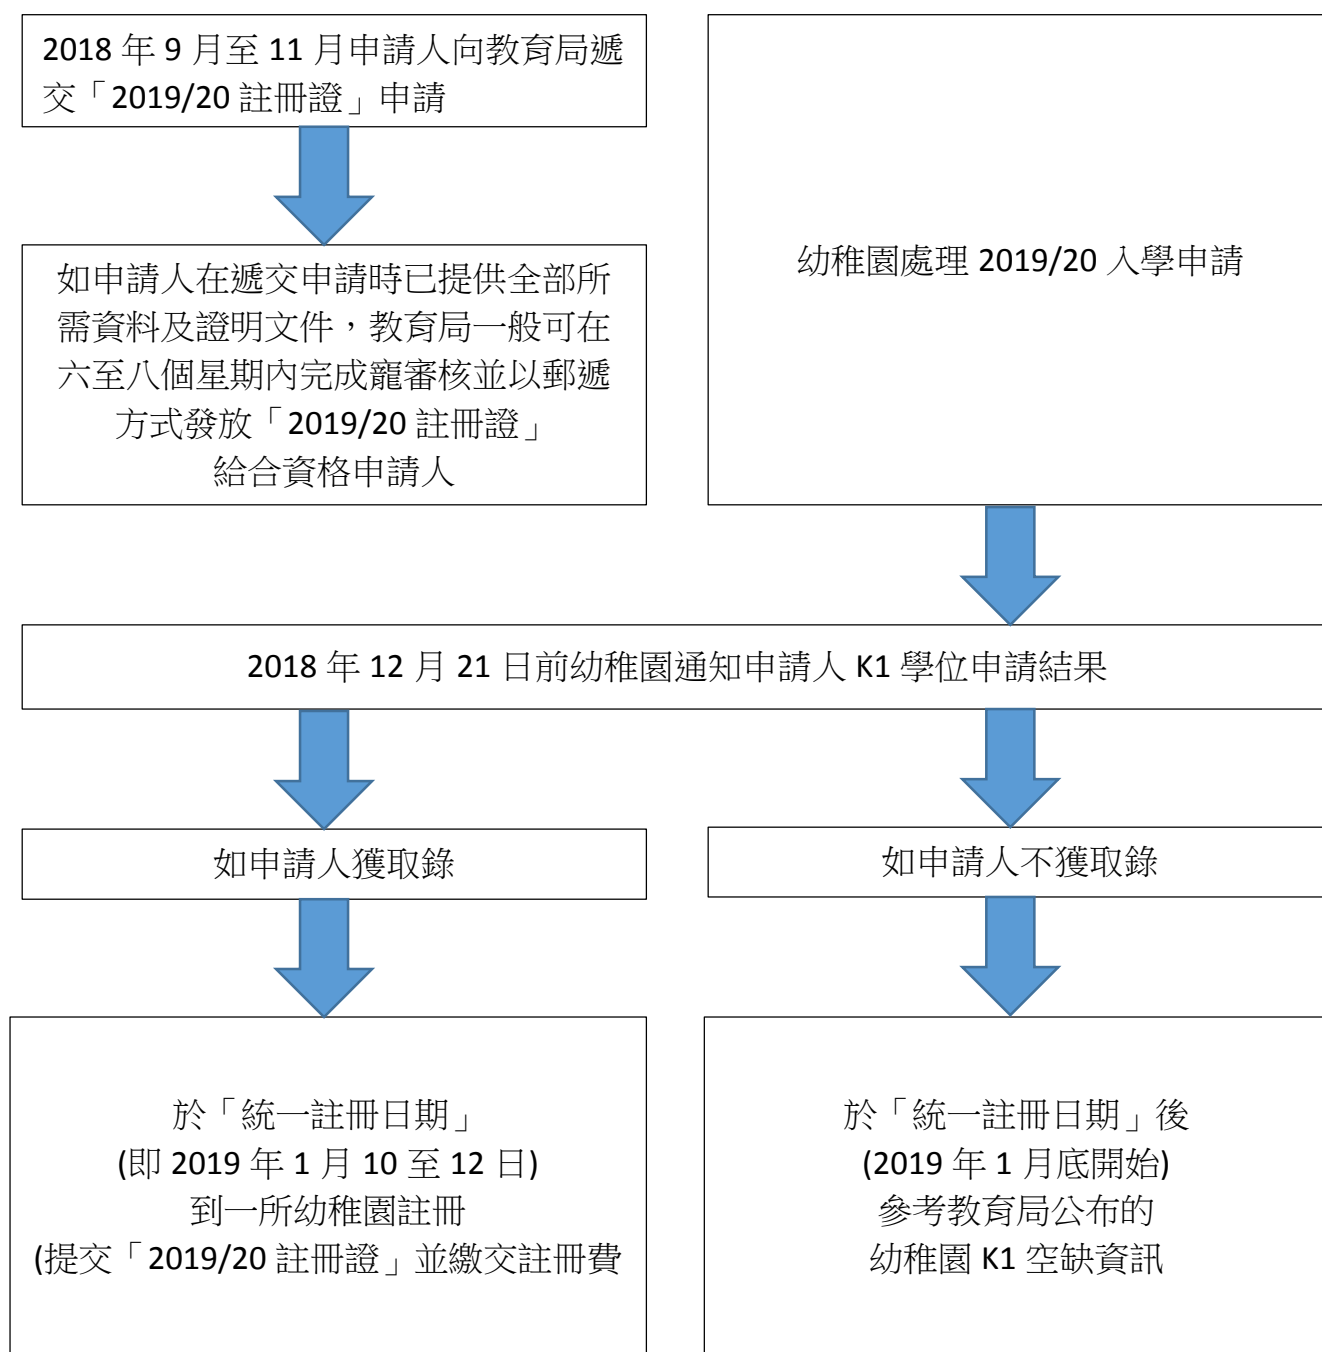 2018 年 9 月至 11 月申請人向教育局遞
交「2019/20 註冊證」申請
如申請人在遞交申請時已提供全部所
需資料及證明文件，教育局一般可在
六至八個星期內完成寵審核並以郵遞
方式發放「2019/20 註冊證」
給合資格申請人
幼稚園處理 2019/20 入學申請
2018 年 12 月 21 日前幼稚園通知申請人 K1 學位申請結果
如申請人獲取錄
如申請人不獲取錄
於「統一註冊日期」
(即 2019 年 1 月 10 至 12 日)
到一所幼稚園註冊
(提交「2019/20 註冊證」並繳交註冊費
於「統一註冊日期」後
(2019 年 1 月底開始)
參考教育局公布的
幼稚園 K1 空缺資訊